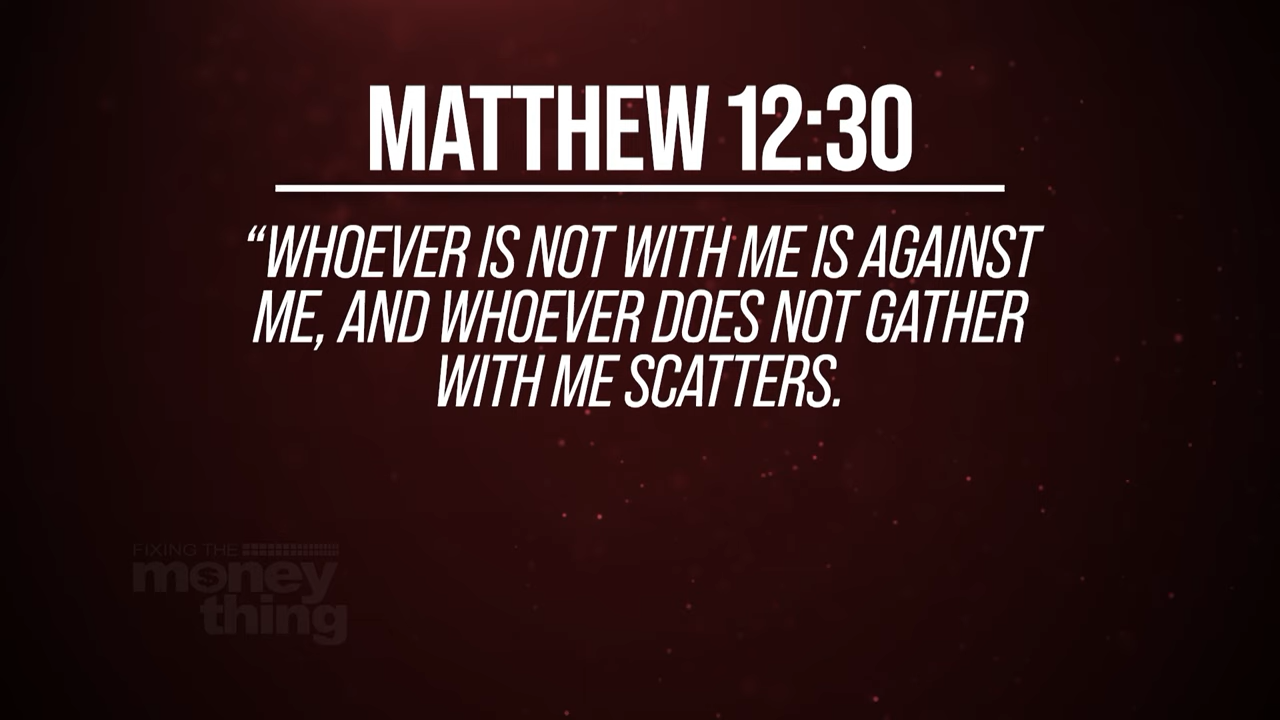 MATTHEW 12:30
“WHOEVER IS NOT WITH ME IS AGAINST
ME, AND WHOEVER DOES NOT GATHER
WITH ME SCATTERS.
FIXING THE
money
thing